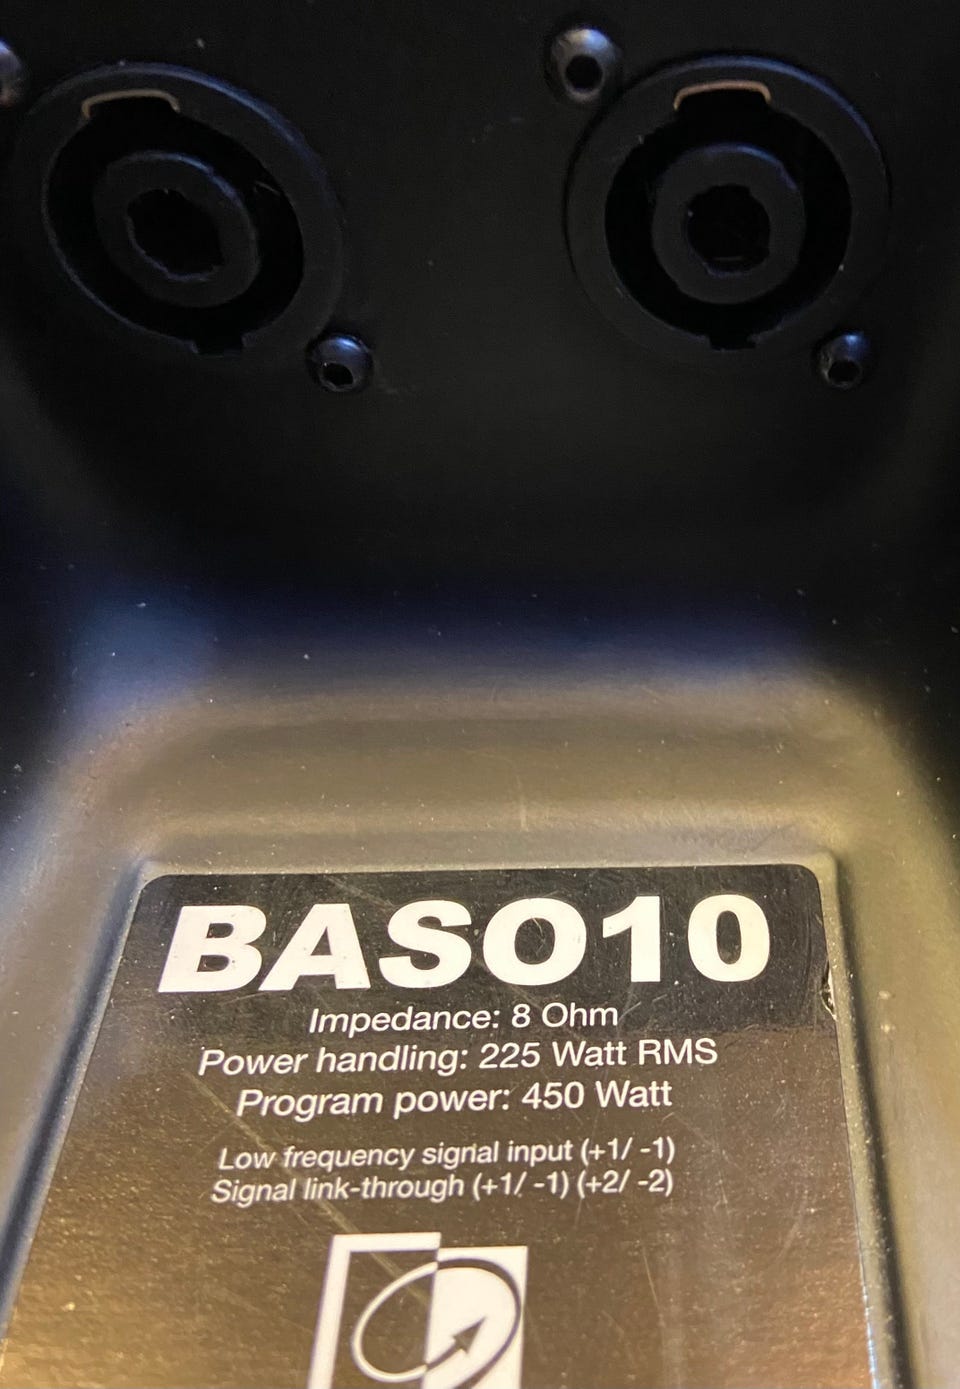 BASO10
Impedance: 8 Ohm
Power handling: 225 Watt RMS
Program power: 450 Watt
Low frequency signal input (+1/ -1)
Signal link-through (+1/ -1) (+2/ -2)